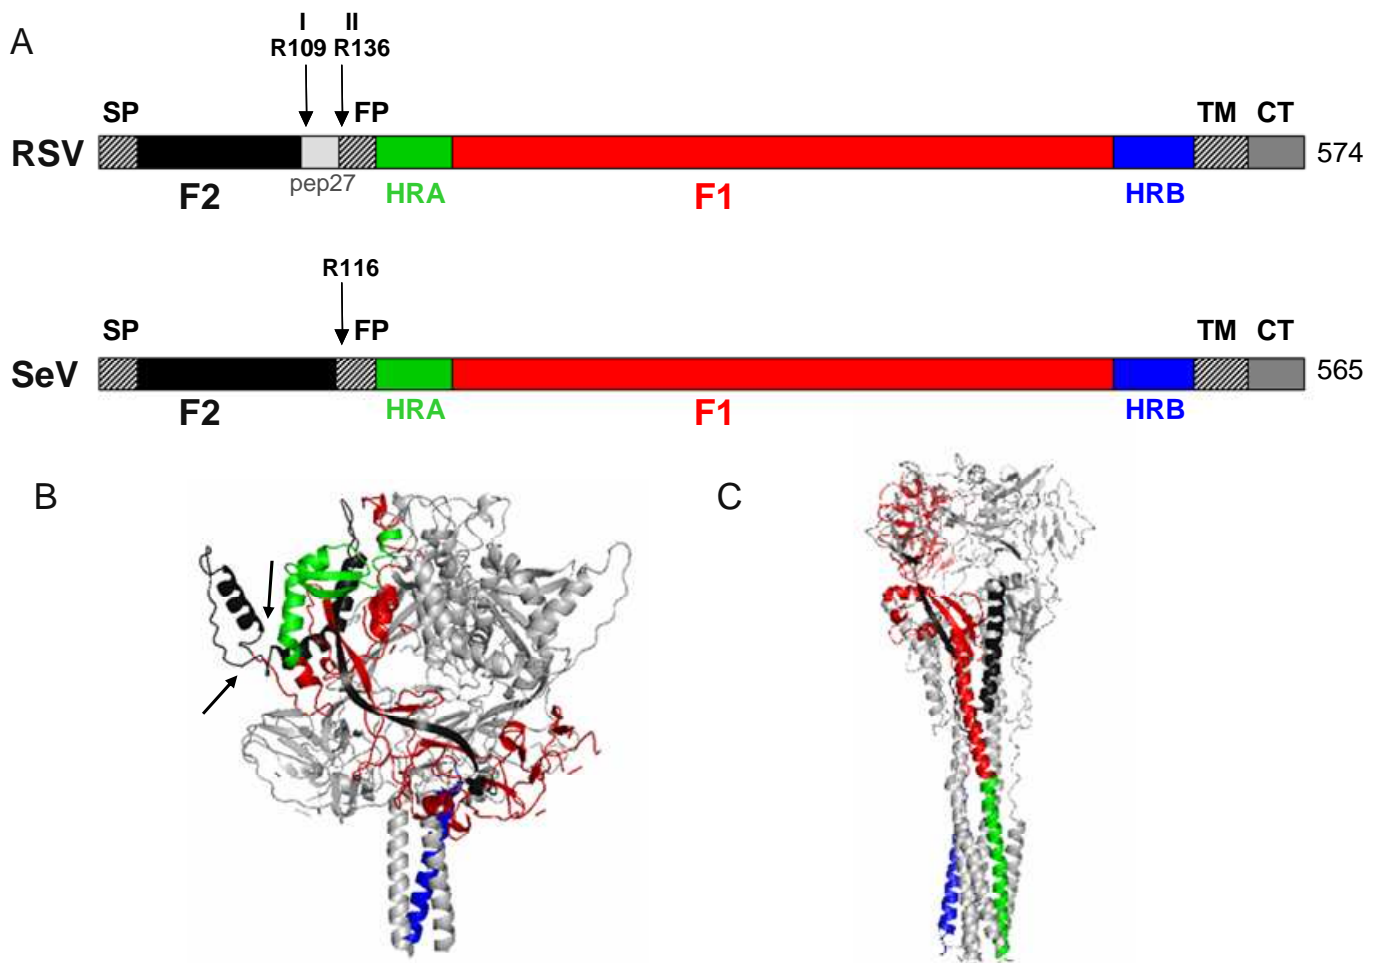 A
I II
R109 R136
SP FP TM CT
RSV 574
pep27
F2 HRA F1 HRB
R116
SP FP TM CT
SeV 565
F2 HRA F1 HRB
B C